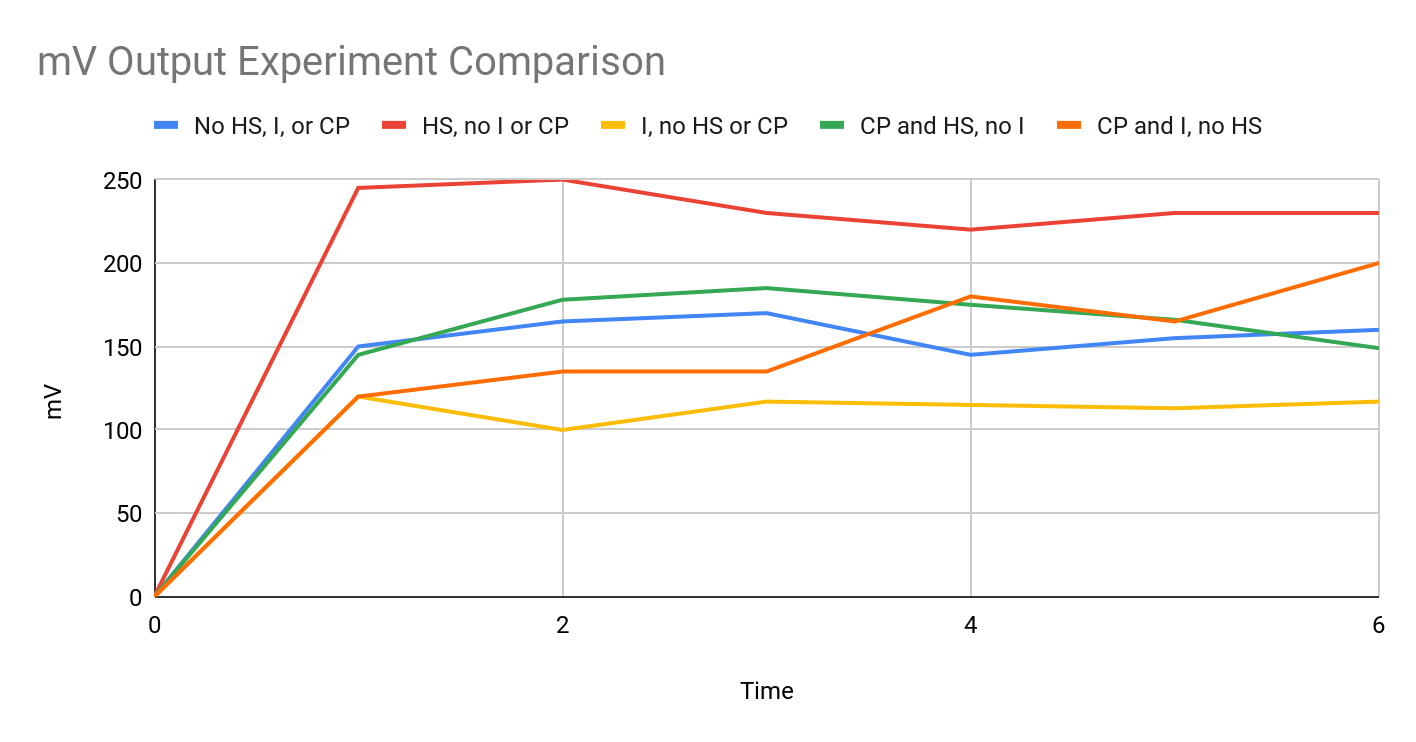 mV Output Experiment Comparison
No HS, I, or CP HS, no I or CP I, no HS or CP CP and HS, no I CP and I, no HS
250
200
150
mV
100
50
0
0 2 4 6
Time